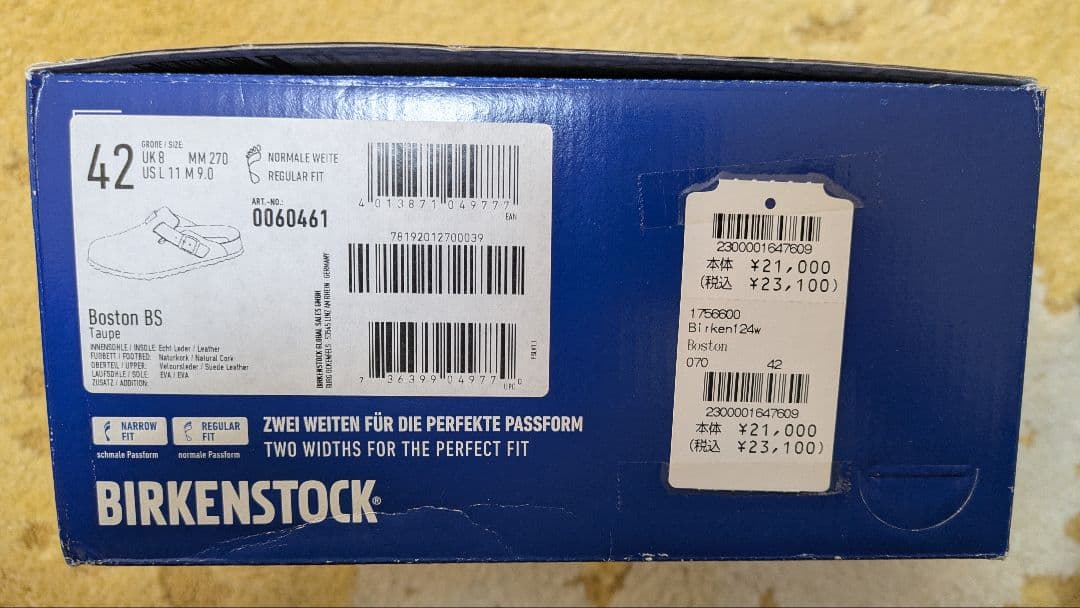 42
GRÖßE / SIZE
UK 8 MM 270
US L 11 M 9.0
NORMALE WEITE
REGULAR FIT
ART.-NO.:
0060461
4 013871 049777
EAN
78192012700039
Boston BS
Taupe
INNENSOHLE / INSOLE: Echt Leder / Leather
FUẞBETT / FOOTBED: Naturkork / Natural Cork
OBERTEIL / UPPER: Veloursleder / Suede Leather
LAUFSOHLE / SOLE: EVA / EVA
ZUSATZ / ADDITION:
BIRKENSTOCK GLOBAL SALES GMBH
7 36399 04977 0
UPC
NARROW FIT
schmale Passform
REGULAR FIT
normale Passform
ZWEI WEITEN FÜR DIE PERFEKTE PASSFORM
TWO WIDTHS FOR THE PERFECT FIT
BIRKENSTOCK®
2300001647609
本体 ¥21,000
(税込 ¥23,100)
1756600
Birken124w
Boston
070 42
2300001647609
本体 ¥21,000
(税込 ¥23,100)